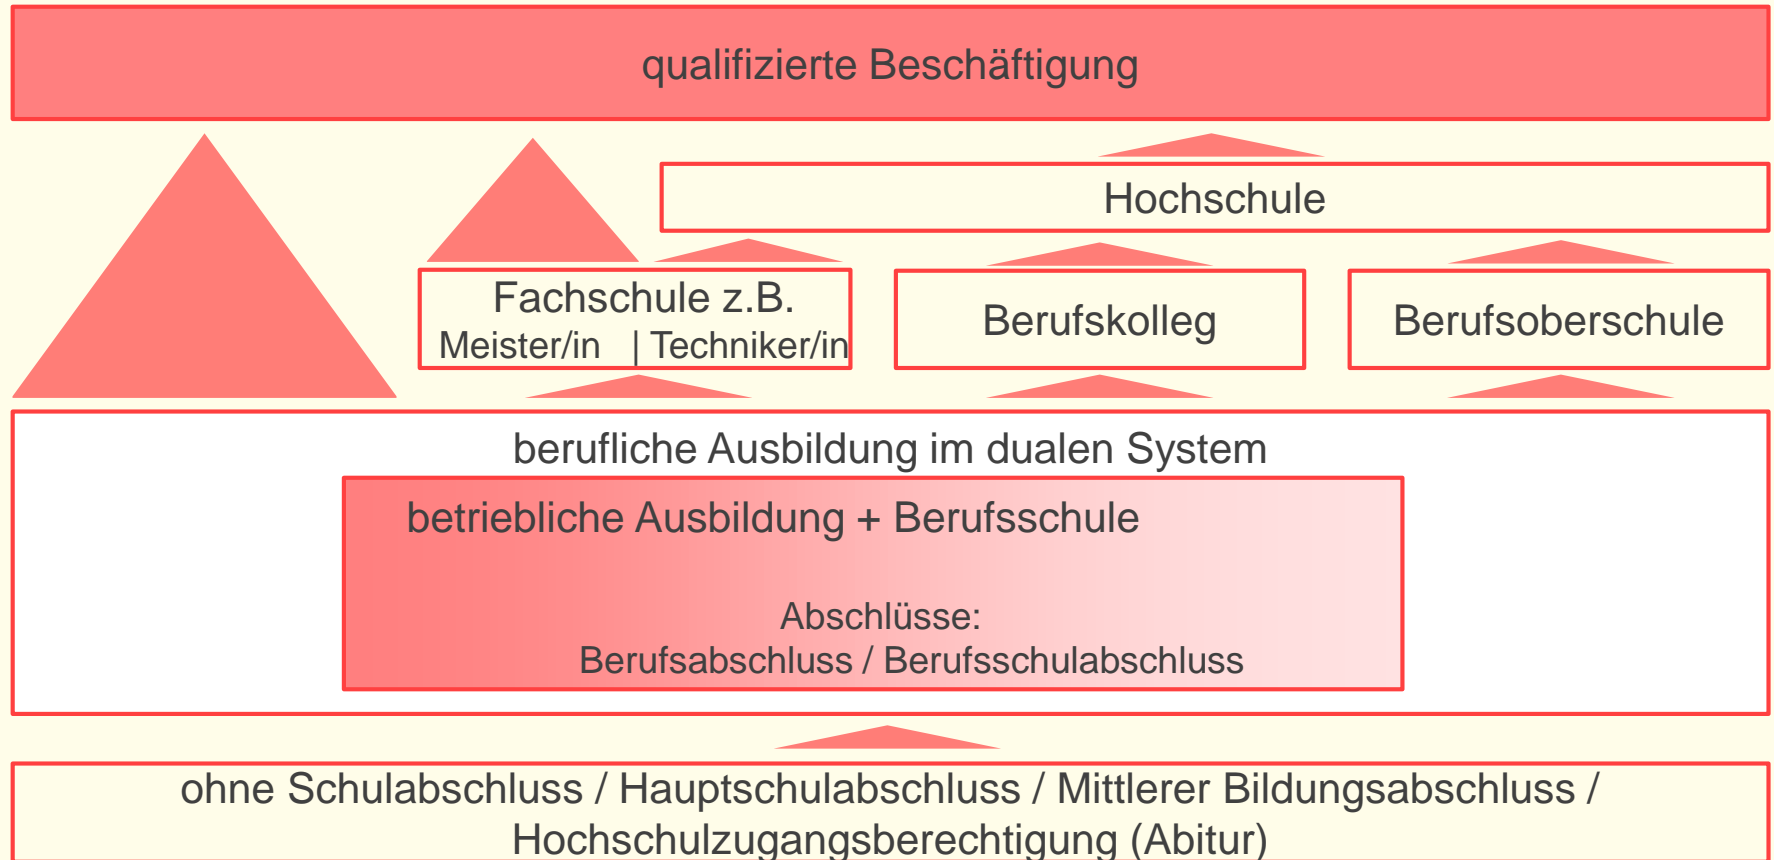 qualifizierte Beschäftigung
Hochschule
Fachschule z.B.
Meister/in | Techniker/in
Berufskolleg
Berufsoberschule
berufliche Ausbildung im dualen System
betriebliche Ausbildung + Berufsschule
Abschlüsse:
Berufsabschluss / Berufsschulabschluss
ohne Schulabschluss / Hauptschulabschluss / Mittlerer Bildungsabschluss /
Hochschulzugangsberechtigung (Abitur)